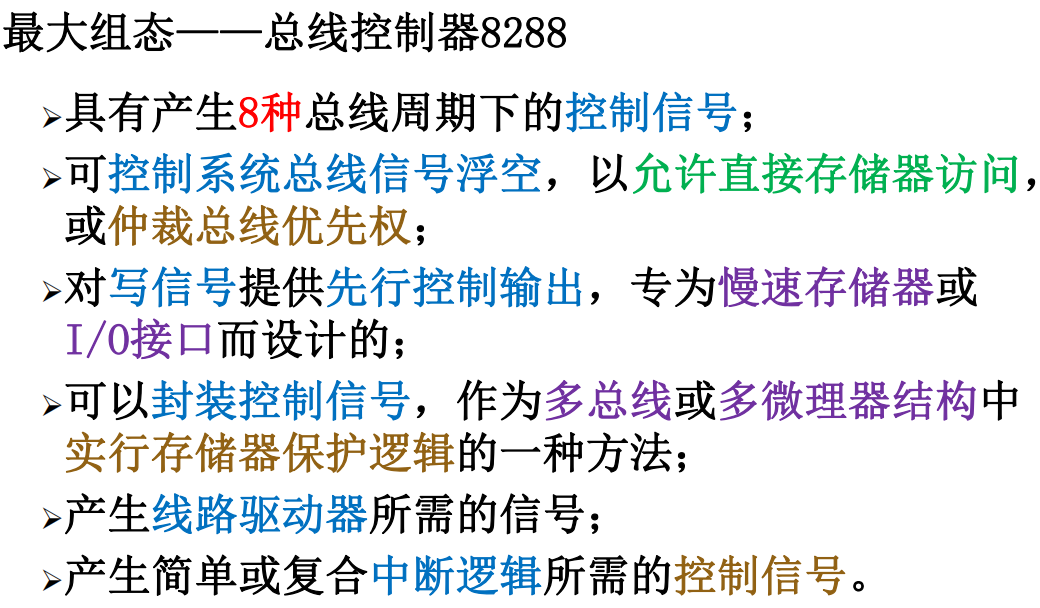 最大组态——总线控制器8288
➢具有产生8种总线周期下的控制信号；
➢可控制系统总线信号浮空，以允许直接存储器访问，
或仲裁总线优先权；
➢对写信号提供先行控制输出，专为慢速存储器或
I/O接口而设计的；
➢可以封装控制信号，作为多总线或多微理器结构中
实行存储器保护逻辑的一种方法；
➢产生线路驱动器所需的信号；
➢产生简单或复合中断逻辑所需的控制信号。